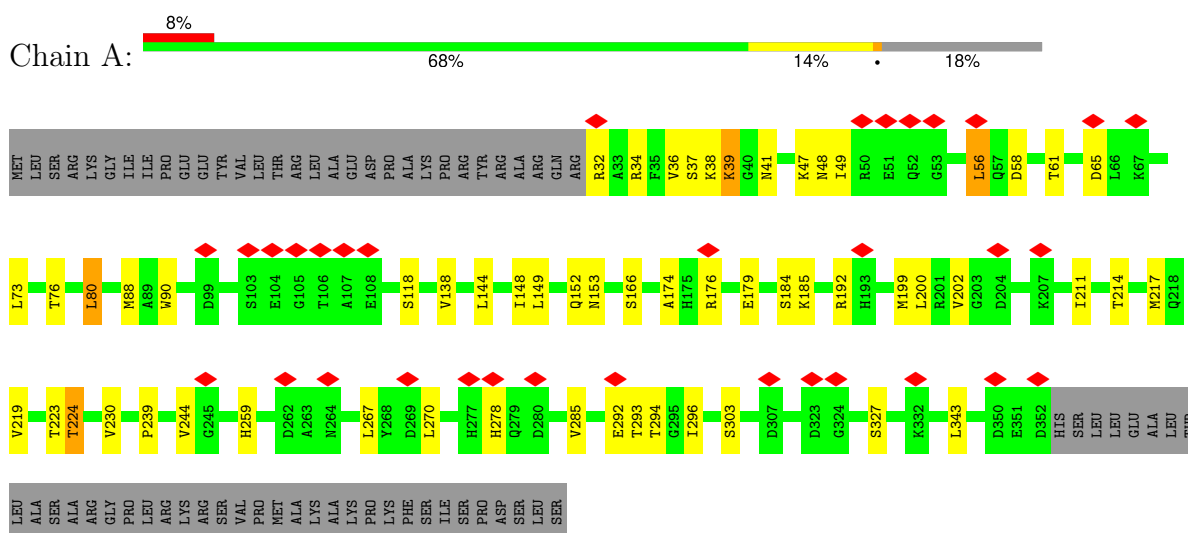 8%
Chain A:
68% 14% • 18%
MET LEU SER ARG LYS GLY ILE ILE PRO GLU GLU TYR VAL LEU THR ARG LEU ALA GLU ASP PRO ALA LYS PRO ARG TYR ARG ALA ARG GLN ARG R32 A33 R34 F35 V36 S37 K38 K39 G40 N41 K47 N48 I49 R50 E51 Q52 G53 L56 Q57 D58 T61 D65 L66 K67
L73 T76 L80 M88 A89 W90 D99 S103 E104 G105 T106 A107 E108 S118 V138 L144 I148 L149 Q152 N153 S166 A174 H175 R176 E179 S184 K185 R192 H193 M199 L200 R201 V202 G203 D204 K207 I211 T214 M217 Q218
V219 T223 T224 V230 P239 V244 G245 H259 D262 A263 N264 L267 Y268 D269 L270 H277 H278 Q279 D280 V285 E292 T293 T294 G295 I296 S303 D307 D323 G324 S327 K332 L343 D350 E351 D352 HIS SER LEU LEU GLU ALA LEU
LEU ALA SER ALA ARG GLY PRO LEU ARG LYS ARG SER VAL PRO MET ALA LYS ALA LYS PRO LYS PHE SER ILE SER PRO ASP SER LEU SER